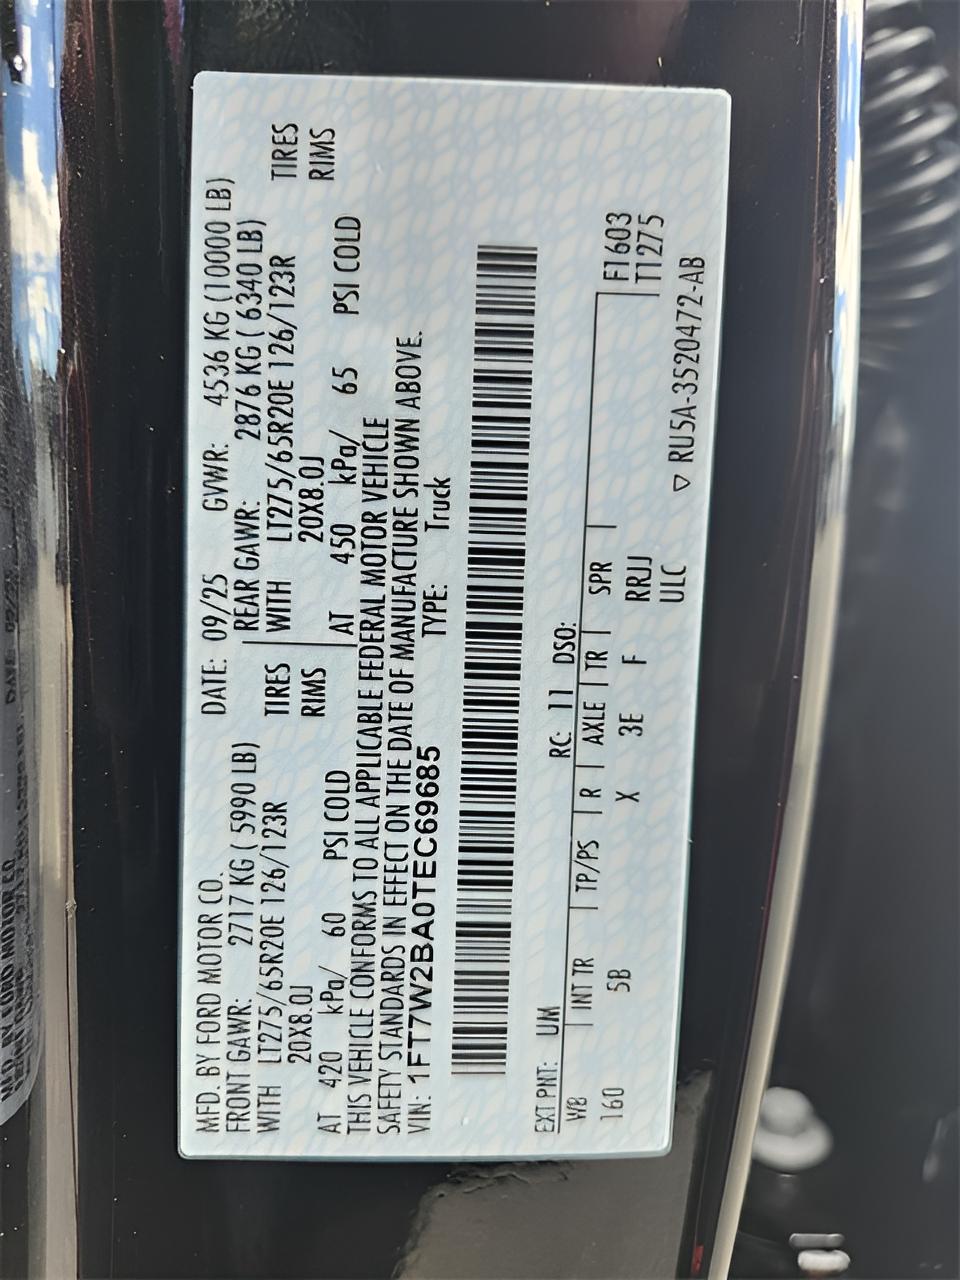 MFD. BY FORD MOTOR CO. DATE: 09/25 GVWR: 4536 KG (10000 LB)
FRONT GAWR: 2717 KG ( 5990 LB) REAR GAWR: 2876 KG ( 6340 LB)
WITH LT275/65R20E 126/123R TIRES WITH LT275/65R20E 126/123R TIRES
20X8.0J RIMS 20X8.0J RIMS
AT 420 kPa/ 60 PSI COLD AT 450 kPa/ 65 PSI COLD
THIS VEHICLE CONFORMS TO ALL APPLICABLE FEDERAL MOTOR VEHICLE
SAFETY STANDARDS IN EFFECT ON THE DATE OF MANUFACTURE SHOWN ABOVE.
VIN: 1FT7W2BA0TEC69685 TYPE: Truck
EXT PNT: UM RC: 11 DSO:
WB INT TR TP/PS R AXLE TR SPR F1603
160 5B X 3E F RRJJ T1275
ULC ▽ RU5A-3520472-AB
MFD. BY FORD MOTOR CO.